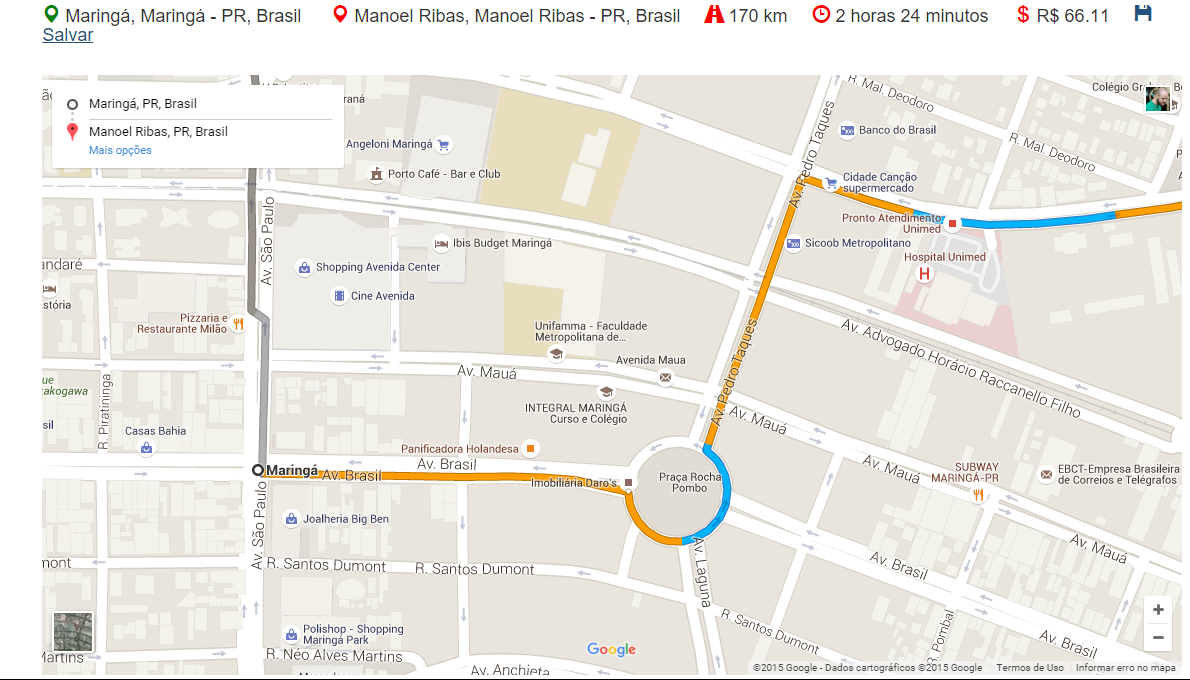 Maringá, Maringá - PR, Brasil
Manoel Ribas, Manoel Ribas - PR, Brasil
170 km
2 horas 24 minutos
$ R$ 66.11
Salvar
Maringá, PR, Brasil
Manoel Ribas, PR, Brasil
Mais opções
raná
R. Mal. Deodoro
Colégio
Av. Pedro Taques
Banco do Brasil
R. Mal. Deodoro
Angeloni Maringá
Porto Café - Bar e Club
Cidade Canção
supermercado
Av. São Paulo
Pronto Atendimento
Unimed
Ibis Budget Maringá
Sicoob Metropolitano
Hospital Unimed
H
andaré
Shopping Avenida Center
Cine Avenida
stória
Pizzaria e
Restaurante Milão
Unifamma - Faculdade
Metropolitana de...
Avenida Maua
Av. Pedro Taques
Av. Advogado Horácio Raccanello Filho
Av. Mauá
ue
akogawa
R. Piratininga
INTEGRAL MARINGÁ
Curso e Colégio
Av. Mauá
sil
Casas Bahia
Panificadora Holandesa
Av. Brasil
Maringá
Av. Brasil
Imobiliária Daro's
Praça Rocha
Pombo
Av. Mauá
SUBWAY
MARINGÁ-PR
EBCT-Empresa Brasileira
de Correios e Telégrafos
Av. São Paulo
Joalheria Big Ben
Av. Mauá
mont
R. Santos Dumont
R. Santos Dumont
Av. Laguna
Av. Brasil
R. Santos Dumont
R. Pombal
Av. Brasil
Polishop - Shopping
Maringá Park
Martins
R. Néo Alves Martins
Av. Anchieta
Google
+
−
©2015 Google - Dados cartográficos ©2015 Google
Termos de Uso
Informar erro no mapa